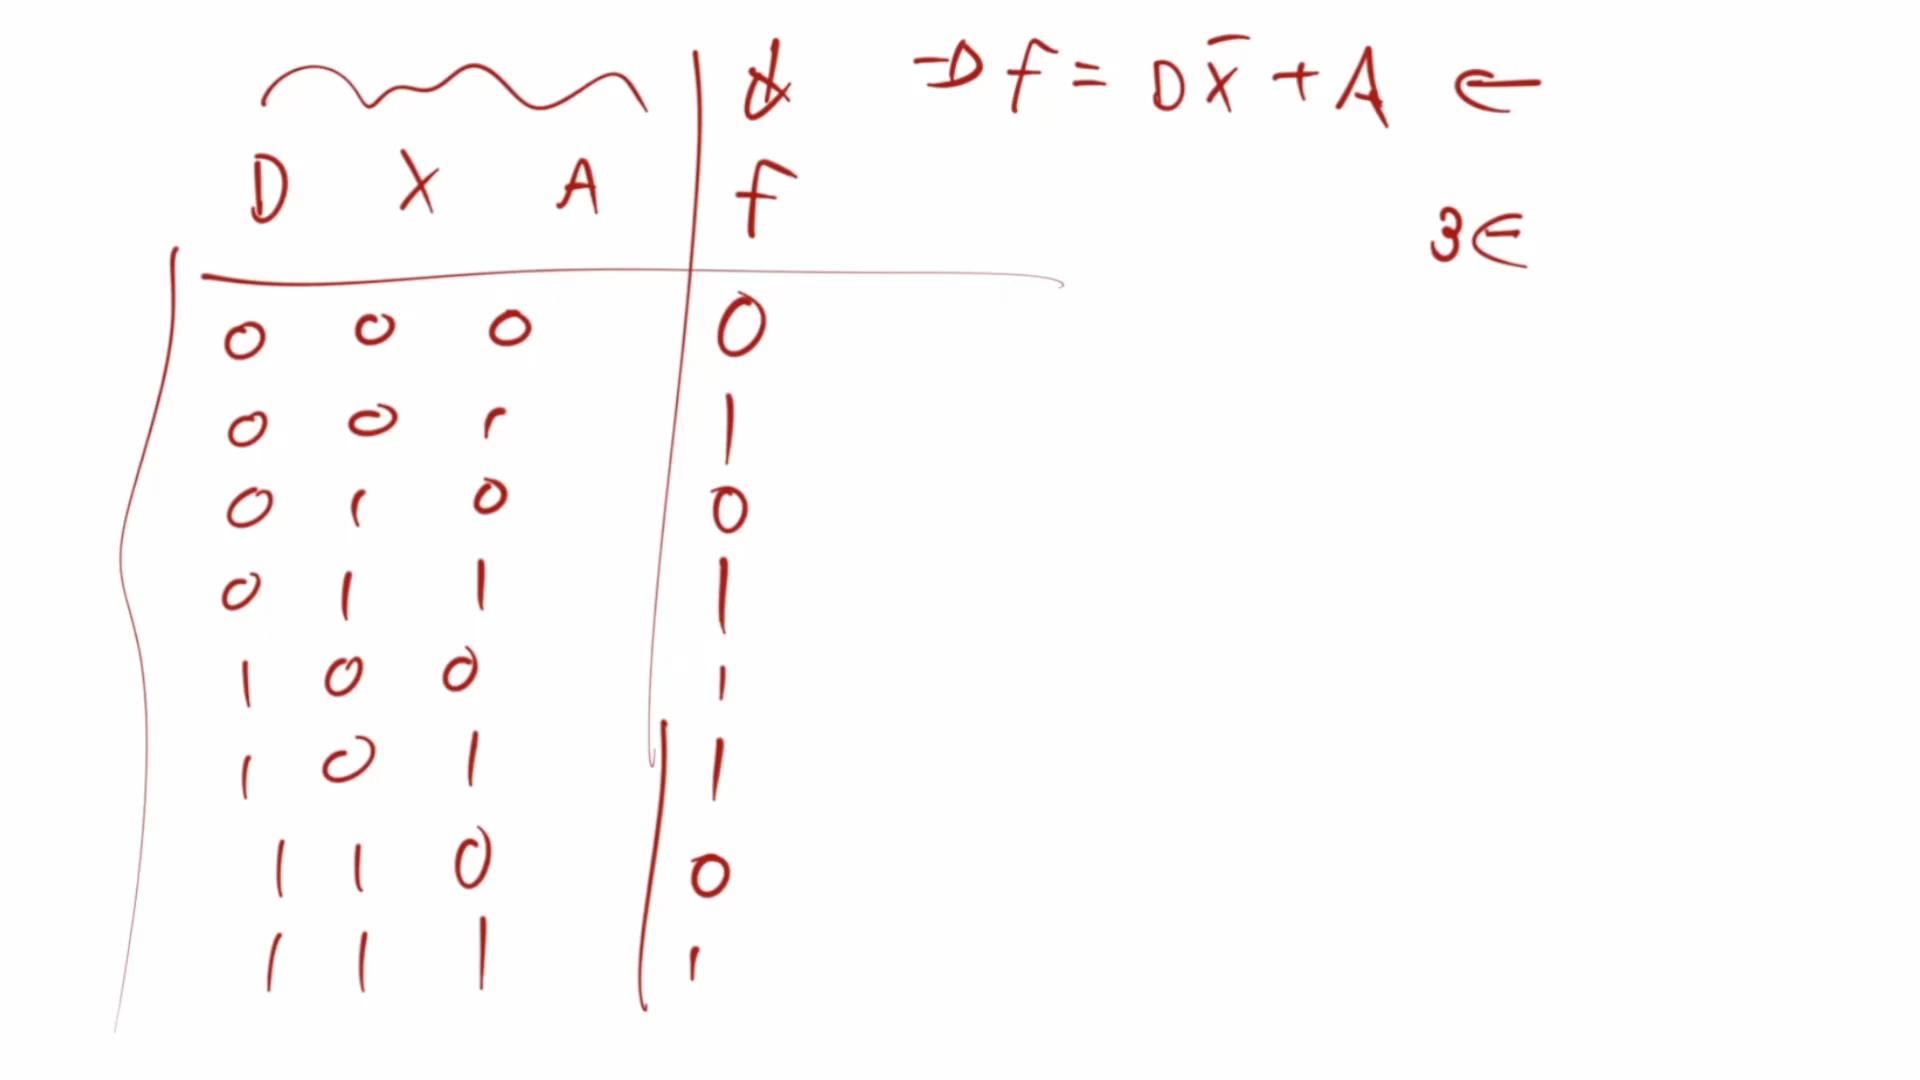 ⇒ F = DX̅ + A ←
D X A F
3 ∈
0 0 0 0
0 0 1 1
0 1 0 0
0 1 1 1
1 0 0 1
1 0 1 1
1 1 0 0
1 1 1 1